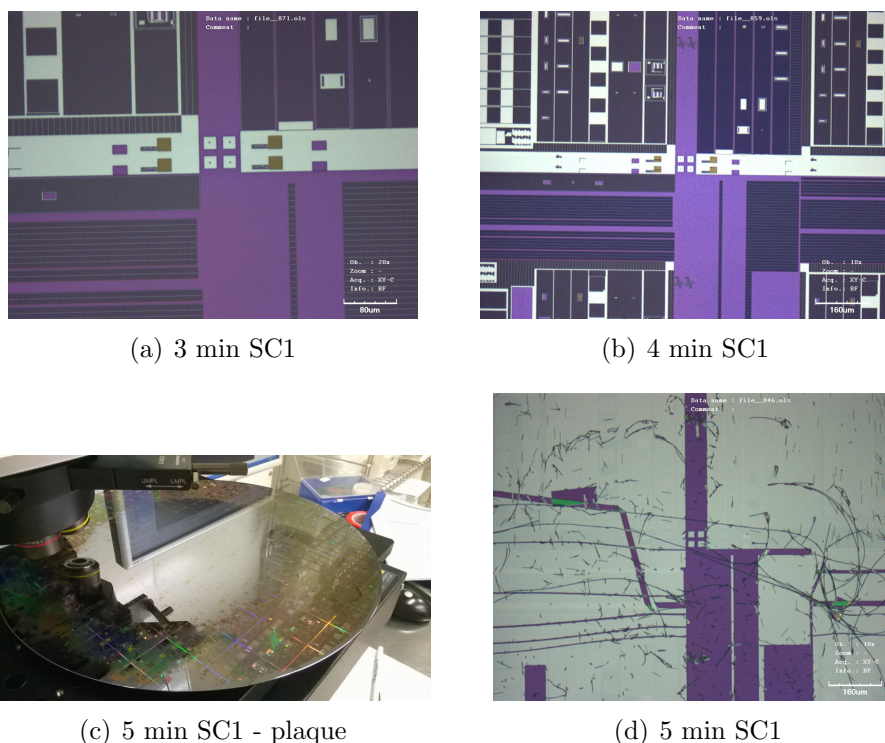 Data name : file__871.ols
Comment :
Ob. : 20x
Zoom : -
Acq. : XY-C
Info.: BF
80um
(a) 3 min SC1
Data name : file__859.ols
Comment :
Ob. : 10x
Zoom : -
Acq. : XY-C
Info.: BF
160um
(b) 4 min SC1
UMPL LMPL
(c) 5 min SC1 - plaque
Data name : file__846.ols
Comment :
Ob. : 10x
Zoom : -
Acq. : XY-C
Info.: BF
160um
(d) 5 min SC1